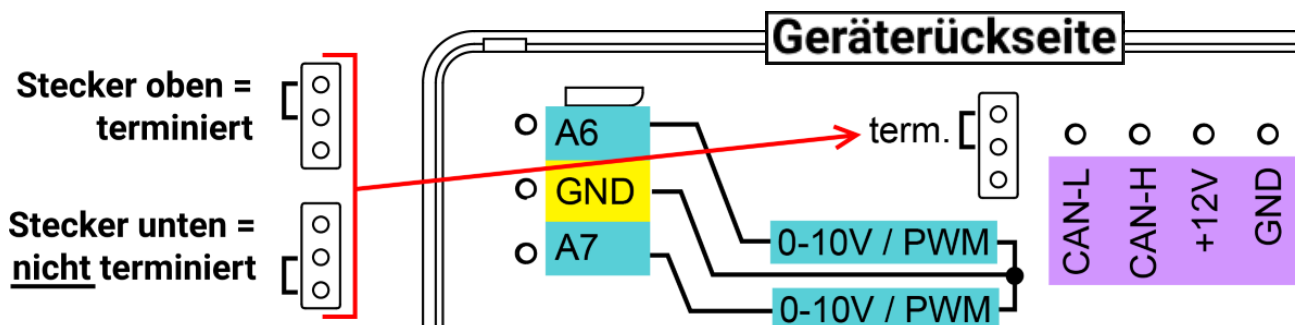 Geräterückseite
Stecker oben =
terminiert
Stecker unten =
nicht terminiert
A6
GND
A7
term.
0-10V / PWM
0-10V / PWM
CAN-L
CAN-H
+12V
GND